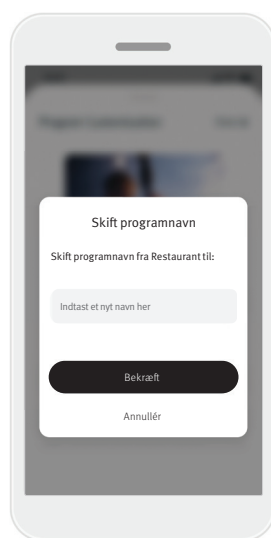 Skift programnavn
Skift programnavn fra Restaurant til:
Indtast et nyt navn her
Bekræft
Annullér